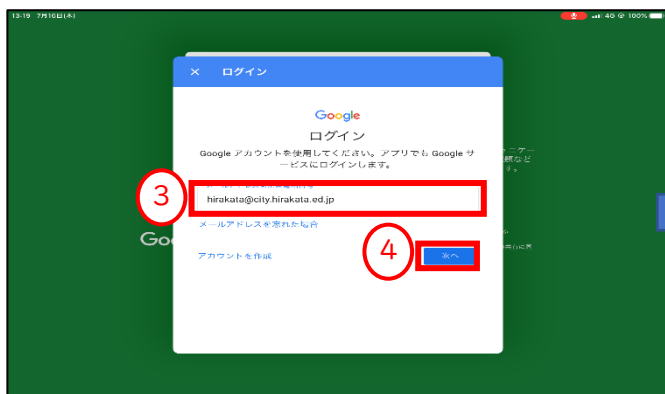 13:19 7月16日(木)
4G 100%
× ログイン
Google
ログイン
Google アカウントを使用してください。アプリでも Google サ
ービスにログインします。
③
hirakata@city.hirakata.ed.jp
メールアドレスを忘れた場合
Go
④
アカウントを作成
次へ